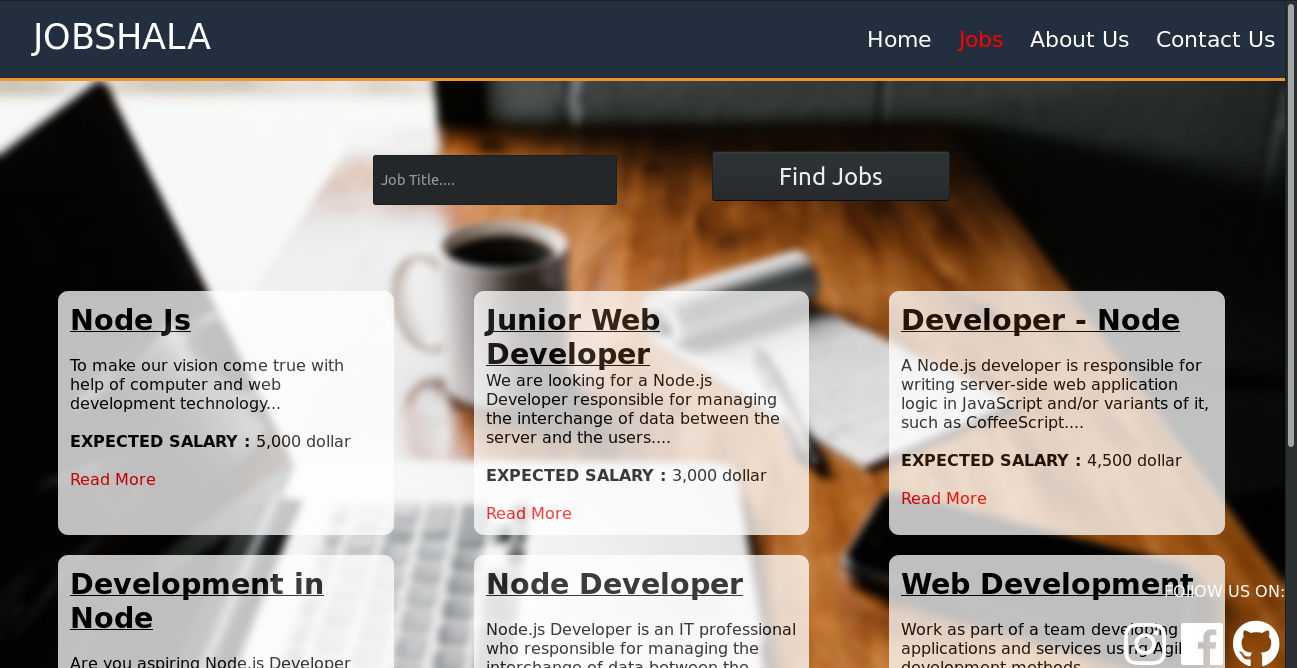 JOBSHALA
Home Jobs About Us Contact Us
Job Title....
Find Jobs
Node Js
To make our vision come true with
help of computer and web
development technology...
EXPECTED SALARY : 5,000 dollar
Read More
Junior Web
Developer
We are looking for a Node.js
Developer responsible for managing
the interchange of data between the
server and the users....
EXPECTED SALARY : 3,000 dollar
Read More
Developer - Node
A Node.js developer is responsible for
writing server-side web application
logic in JavaScript and/or variants of it,
such as CoffeeScript....
EXPECTED SALARY : 4,500 dollar
Read More
Development in
Node
Are you aspiring Node.js Developer
Node Developer
Node.js Developer is an IT professional
who responsible for managing the
interchange of data between the
Web Development
Work as part of a team developing
applications and services using Agil
development methods
FOLLOW US ON: